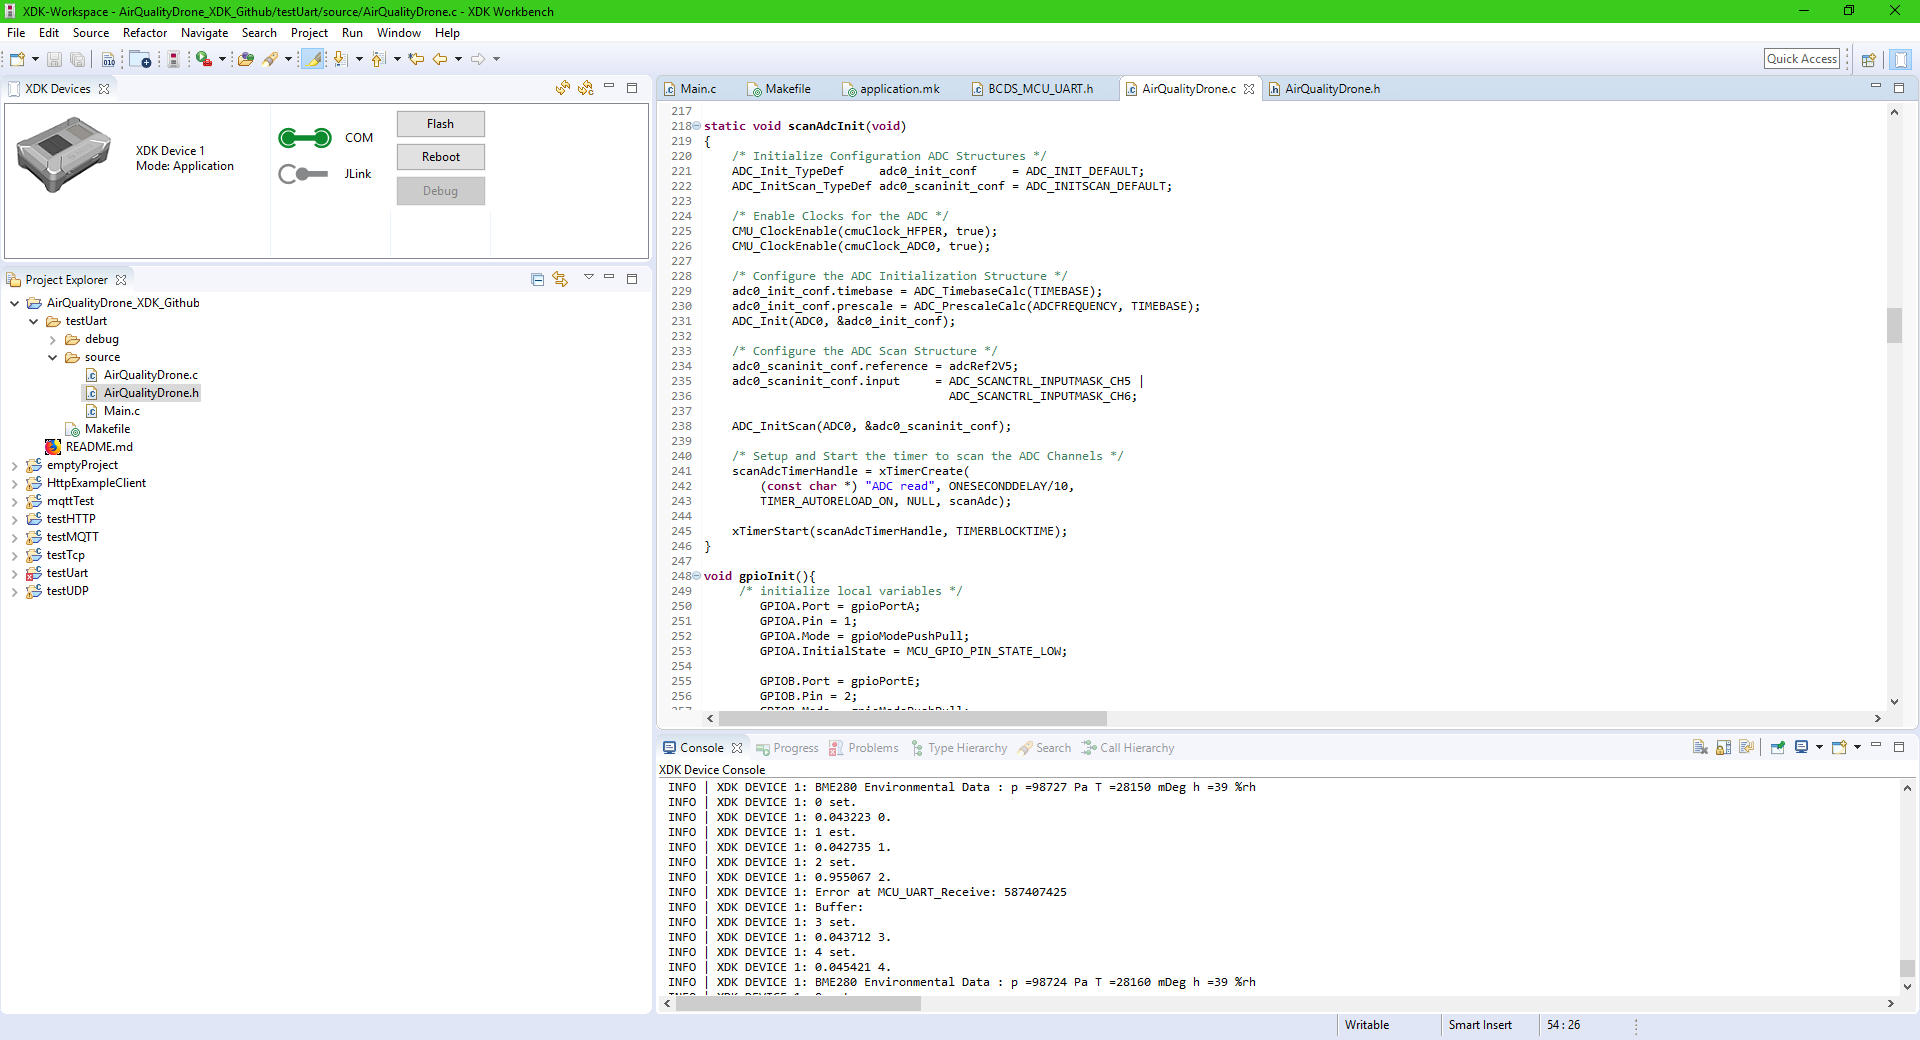 XDK-Workspace - AirQualityDrone_XDK_Github/testUart/source/AirQualityDrone.c - XDK Workbench
File Edit Source Refactor Navigate Search Project Run Window Help
Quick Access
XDK Devices
XDK Device 1
Mode: Application
COM
JLink
Flash
Reboot
Debug
Project Explorer
AirQualityDrone_XDK_Github
testUart
debug
source
AirQualityDrone.c
AirQualityDrone.h
Main.c
Makefile
README.md
emptyProject
HttpExampleClient
mqttTest
testHTTP
testMQTT
testTcp
testUart
testUDP
Main.c Makefile application.mk BCDS_MCU_UART.h AirQualityDrone.c AirQualityDrone.h
217
218 static void scanAdcInit(void)
219 {
220 /* Initialize Configuration ADC Structures */
221 ADC_Init_TypeDef adc0_init_conf = ADC_INIT_DEFAULT;
222 ADC_InitScan_TypeDef adc0_scaninit_conf = ADC_INITSCAN_DEFAULT;
223
224 /* Enable Clocks for the ADC */
225 CMU_ClockEnable(cmuClock_HFPER, true);
226 CMU_ClockEnable(cmuClock_ADC0, true);
227
228 /* Configure the ADC Initialization Structure */
229 adc0_init_conf.timebase = ADC_TimebaseCalc(TIMEBASE);
230 adc0_init_conf.prescale = ADC_PrescaleCalc(ADCFREQUENCY, TIMEBASE);
231 ADC_Init(ADC0, &adc0_init_conf);
232
233 /* Configure the ADC Scan Structure */
234 adc0_scaninit_conf.reference = adcRef2V5;
235 adc0_scaninit_conf.input = ADC_SCANCTRL_INPUTMASK_CH5 |
236 ADC_SCANCTRL_INPUTMASK_CH6;
237
238 ADC_InitScan(ADC0, &adc0_scaninit_conf);
239
240 /* Setup and Start the timer to scan the ADC Channels */
241 scanAdcTimerHandle = xTimerCreate(
242 (const char *) "ADC read", ONESECONDDELAY/10,
243 TIMER_AUTORELOAD_ON, NULL, scanAdc);
244
245 xTimerStart(scanAdcTimerHandle, TIMERBLOCKTIME);
246 }
247
248 void gpioInit(){
249 /* initialize local variables */
250 GPIOA.Port = gpioPortA;
251 GPIOA.Pin = 1;
252 GPIOA.Mode = gpioModePushPull;
253 GPIOA.InitialState = MCU_GPIO_PIN_STATE_LOW;
254
255 GPIOB.Port = gpioPortE;
256 GPIOB.Pin = 2;
257 GPIOB.Mode = gpioModePushPull;
Console Progress Problems Type Hierarchy Search Call Hierarchy
XDK Device Console
INFO | XDK DEVICE 1: BME280 Environmental Data : p =98727 Pa T =28150 mDeg h =39 %rh
INFO | XDK DEVICE 1: 0 set.
INFO | XDK DEVICE 1: 0.043223 0.
INFO | XDK DEVICE 1: 1 est.
INFO | XDK DEVICE 1: 0.042735 1.
INFO | XDK DEVICE 1: 2 set.
INFO | XDK DEVICE 1: 0.955067 2.
INFO | XDK DEVICE 1: Error at MCU_UART_Receive: 587407425
INFO | XDK DEVICE 1: Buffer:
INFO | XDK DEVICE 1: 3 set.
INFO | XDK DEVICE 1: 0.043712 3.
INFO | XDK DEVICE 1: 4 set.
INFO | XDK DEVICE 1: 0.045421 4.
INFO | XDK DEVICE 1: BME280 Environmental Data : p =98724 Pa T =28160 mDeg h =39 %rh
Writable Smart Insert 54 : 26